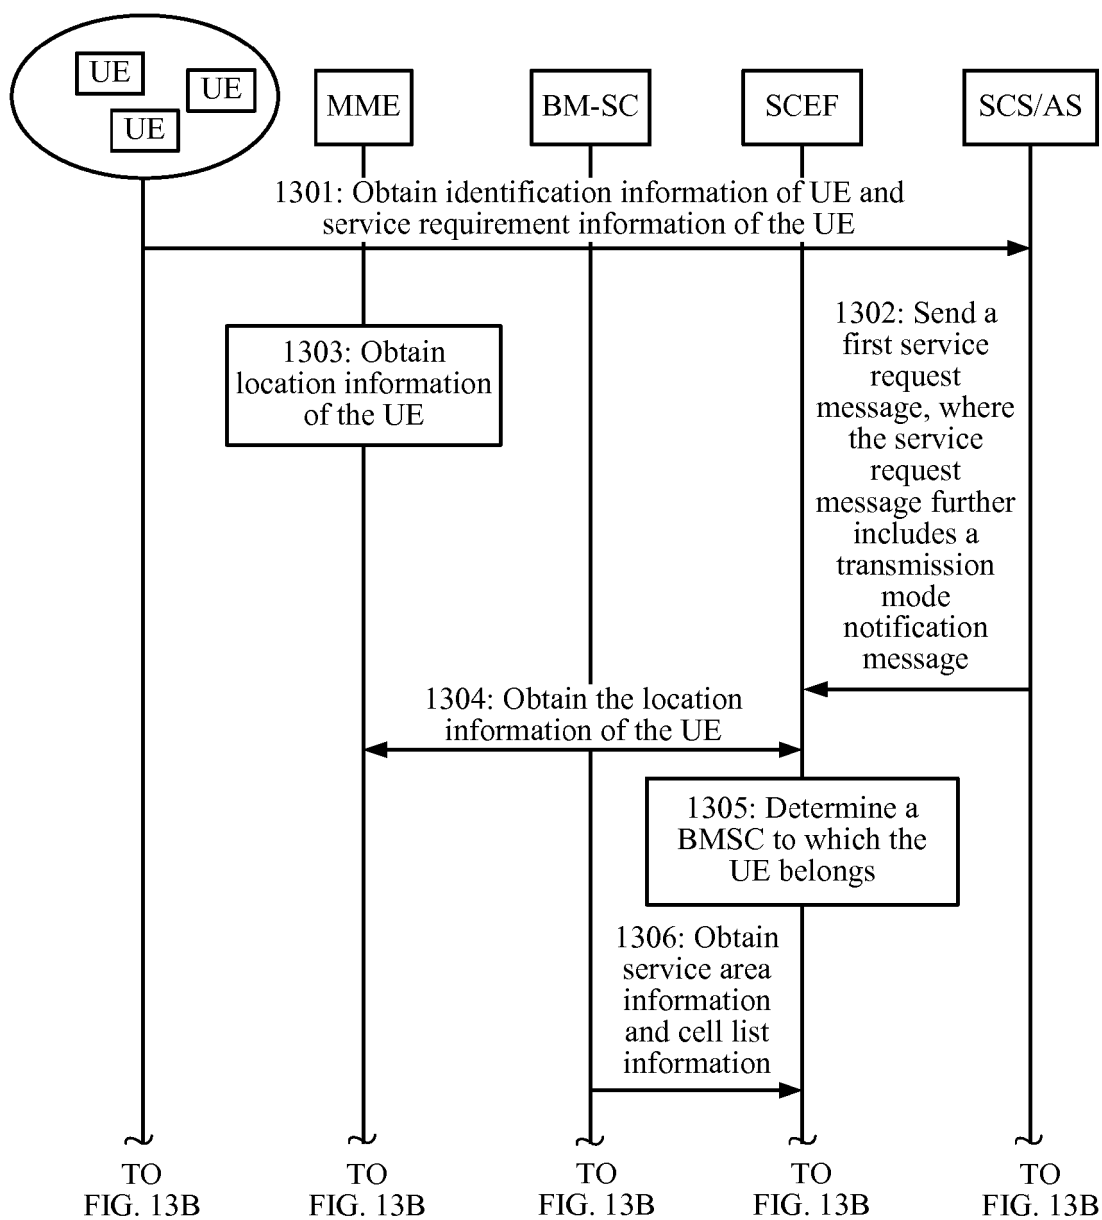 UE
UE
UE
MME
BM-SC
SCEF
SCS/AS
1301: Obtain identification information of UE and
service requirement information of the UE
1302: Send a
first service
request
message, where
the service
request
message further
includes a
transmission
mode
notification
message
1303: Obtain
location information
of the UE
1304: Obtain the location
information of the UE
1305: Determine a
BMSC to which the
UE belongs
1306: Obtain
service area
information
and cell list
information
TO
FIG. 13B
TO
FIG. 13B
TO
FIG. 13B
TO
FIG. 13B
TO
FIG. 13B